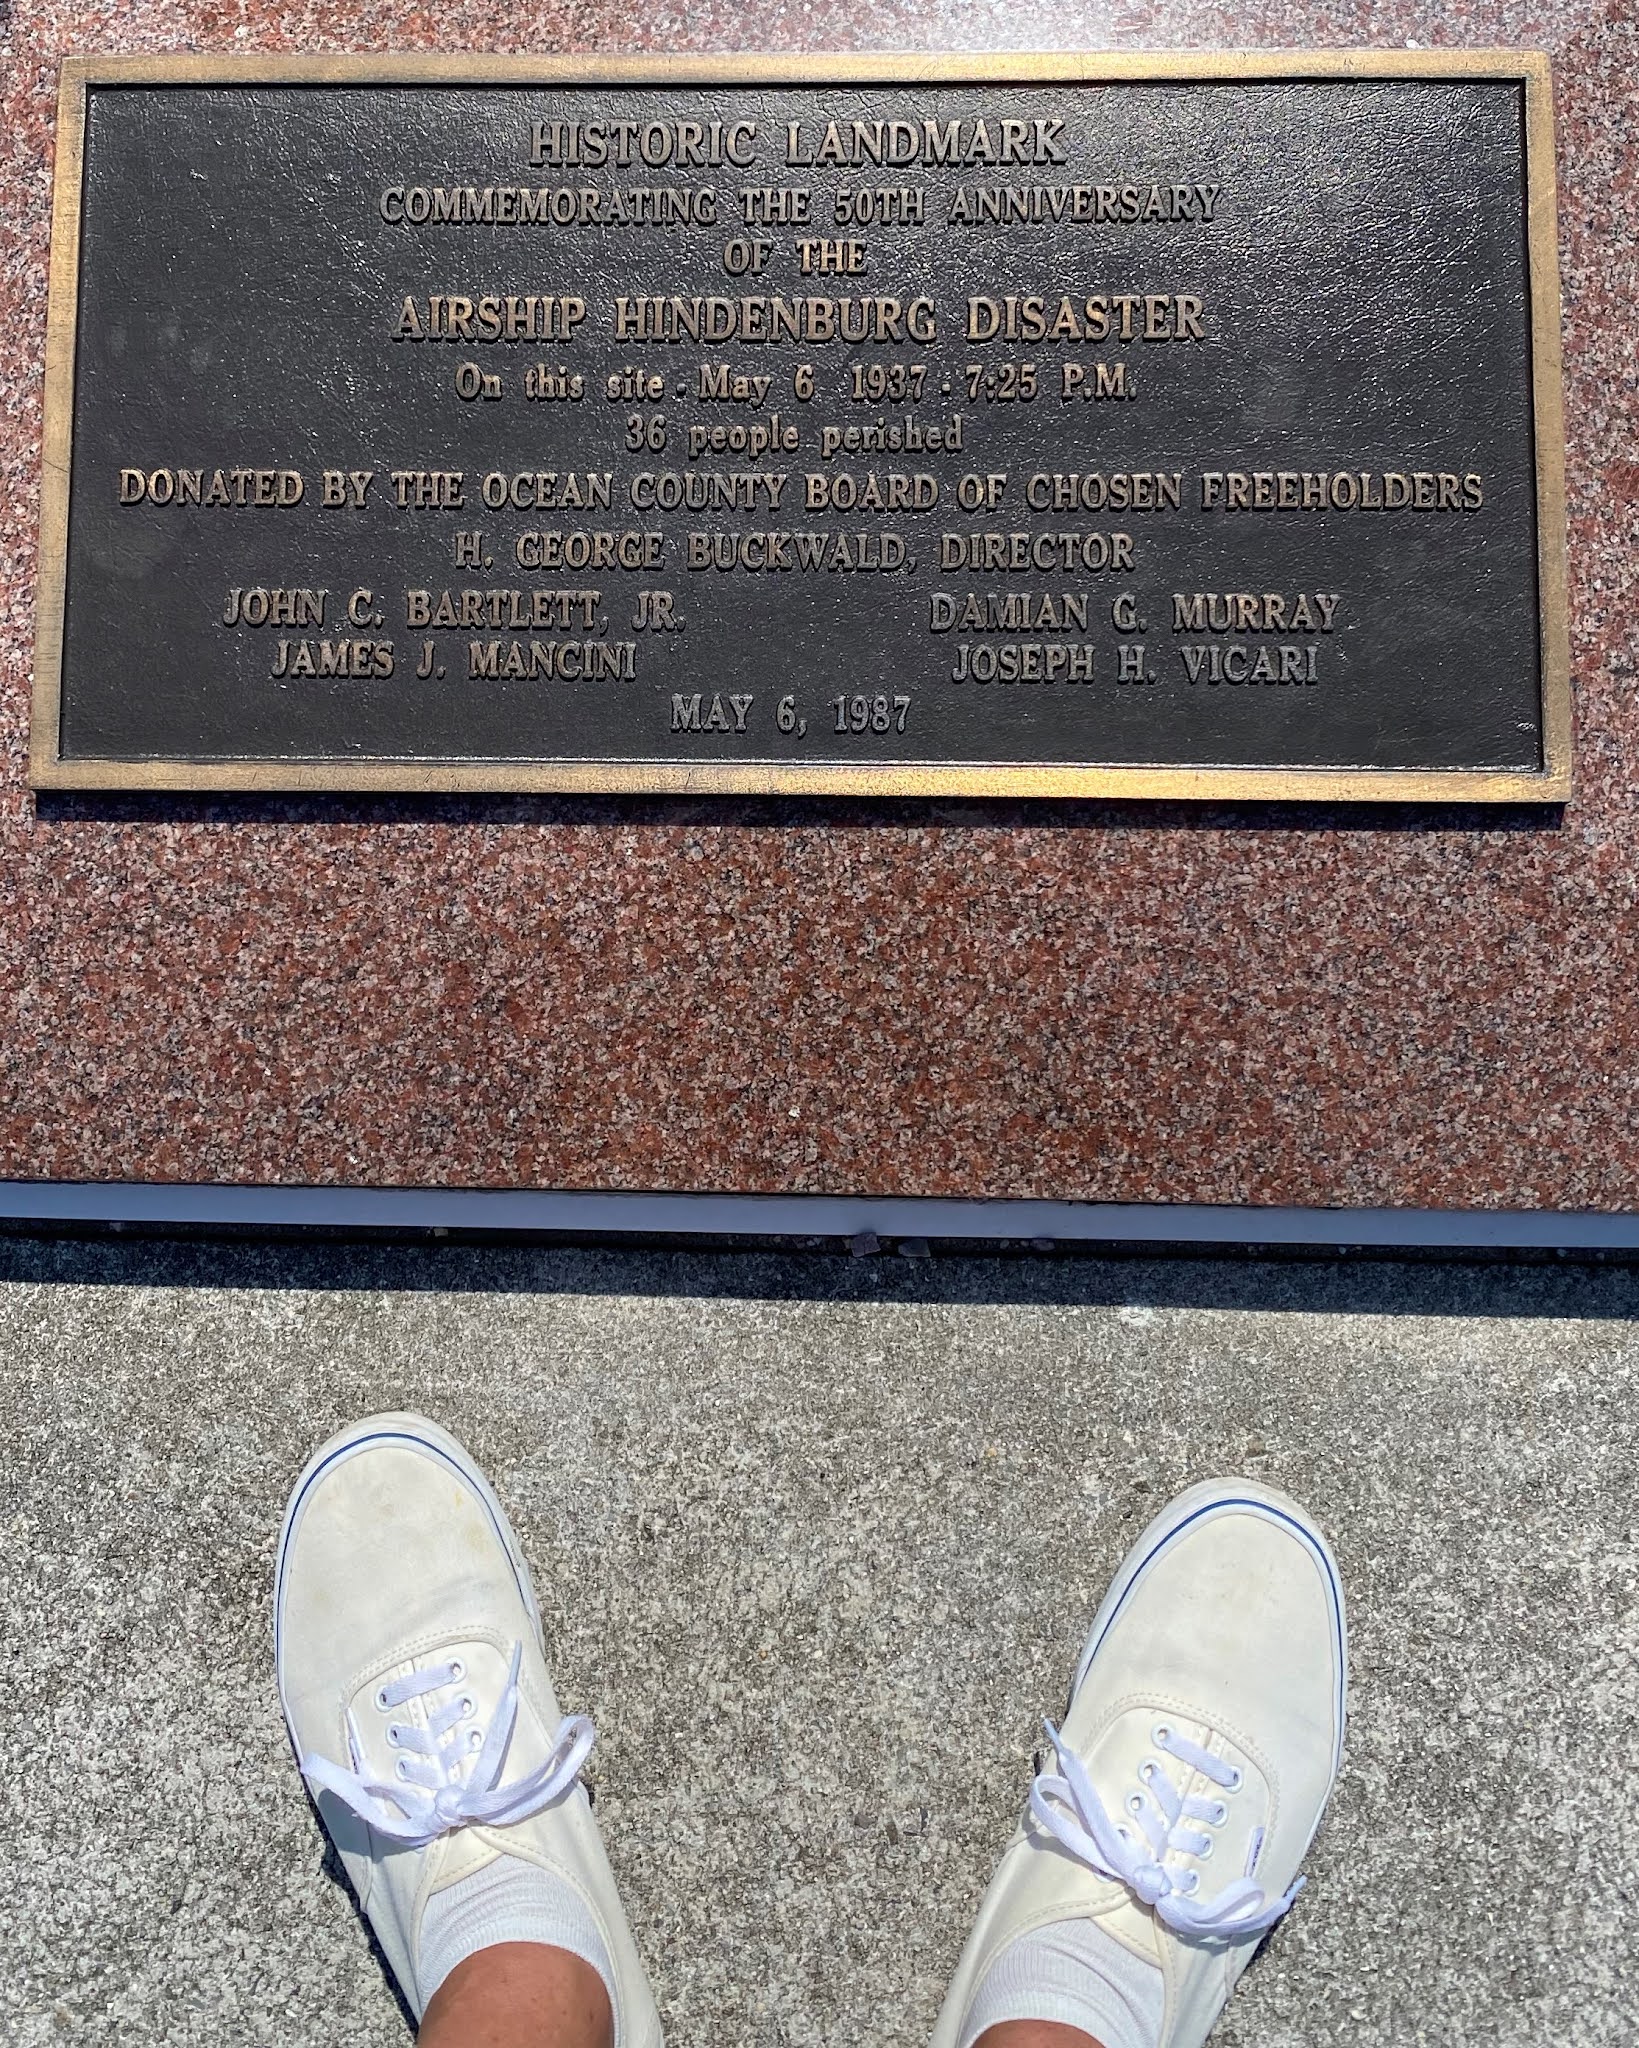 HISTORIC LANDMARK
COMMEMORATING THE 50TH ANNIVERSARY
OF THE
AIRSHIP HINDENBURG DISASTER
On this site · May 6 1937 · 7:25 P.M.
36 people perished
DONATED BY THE OCEAN COUNTY BOARD OF CHOSEN FREEHOLDERS
H. GEORGE BUCKWALD, DIRECTOR
JOHN C. BARTLETT, JR. DAMIAN G. MURRAY
JAMES J. MANCINI JOSEPH H. VICARI
MAY 6, 1987